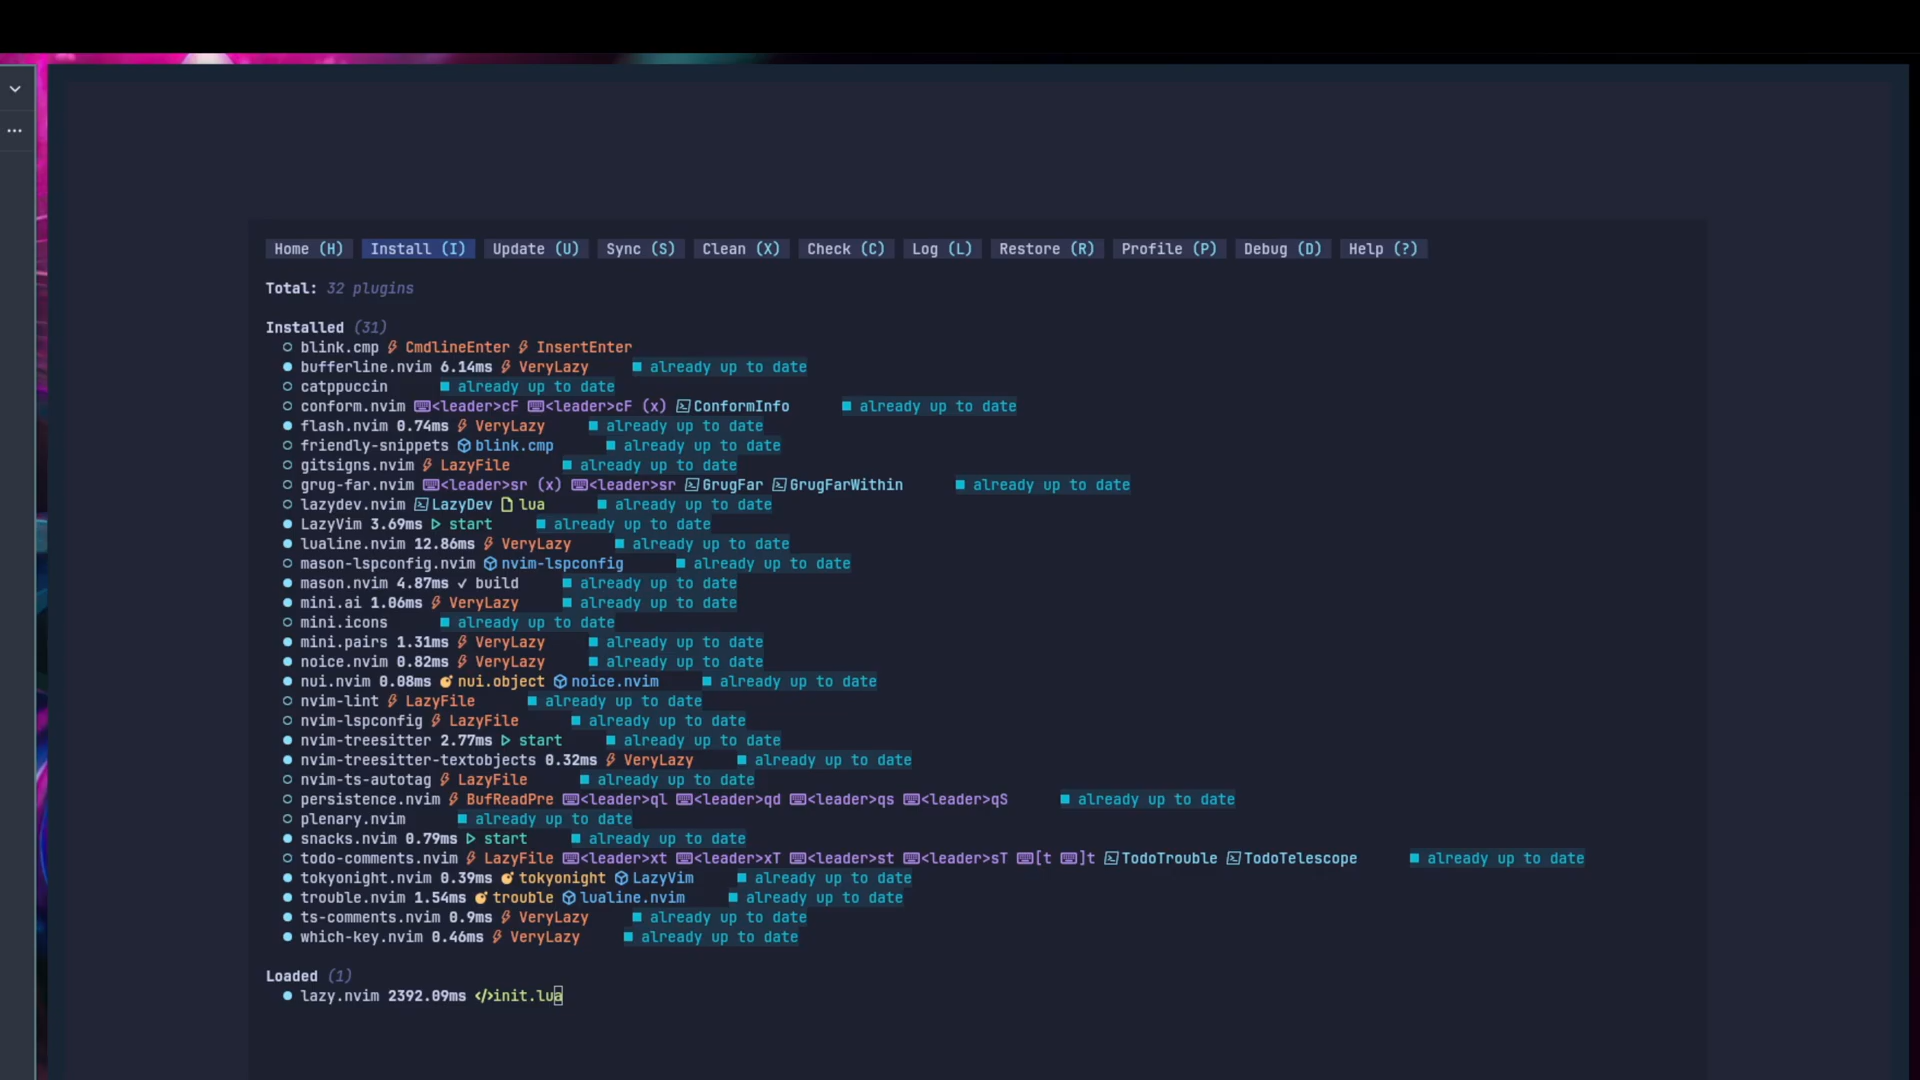 Home (H) Install (I) Update (U) Sync (S) Clean (X) Check (C) Log (L) Restore (R) Profile (P) Debug (D) Help (?)
Total: 32 plugins
Installed (31)
blink.cmp CmdlineEnter InsertEnter
bufferline.nvim 6.14ms VeryLazy already up to date
catppuccin already up to date
conform.nvim <leader>cF <leader>cF (x) ConformInfo already up to date
flash.nvim 0.74ms VeryLazy already up to date
friendly-snippets blink.cmp already up to date
gitsigns.nvim LazyFile already up to date
grug-far.nvim <leader>sr (x) <leader>sr GrugFar GrugFarWithin already up to date
lazydev.nvim LazyDev lua already up to date
LazyVim 3.69ms start already up to date
lualine.nvim 12.86ms VeryLazy already up to date
mason-lspconfig.nvim nvim-lspconfig already up to date
mason.nvim 4.87ms ✓ build already up to date
mini.ai 1.06ms VeryLazy already up to date
mini.icons already up to date
mini.pairs 1.31ms VeryLazy already up to date
noice.nvim 0.82ms VeryLazy already up to date
nui.nvim 0.08ms nui.object noice.nvim already up to date
nvim-lint LazyFile already up to date
nvim-lspconfig LazyFile already up to date
nvim-treesitter 2.77ms start already up to date
nvim-treesitter-textobjects 0.32ms VeryLazy already up to date
nvim-ts-autotag LazyFile already up to date
persistence.nvim BufReadPre <leader>ql <leader>qd <leader>qs <leader>qS already up to date
plenary.nvim already up to date
snacks.nvim 0.79ms start already up to date
todo-comments.nvim LazyFile <leader>xt <leader>xT <leader>st <leader>sT [t ]t TodoTrouble TodoTelescope already up to date
tokyonight.nvim 0.39ms tokyonight LazyVim already up to date
trouble.nvim 1.54ms trouble lualine.nvim already up to date
ts-comments.nvim 0.9ms VeryLazy already up to date
which-key.nvim 0.46ms VeryLazy already up to date
Loaded (1)
lazy.nvim 2392.09ms </>init.lua